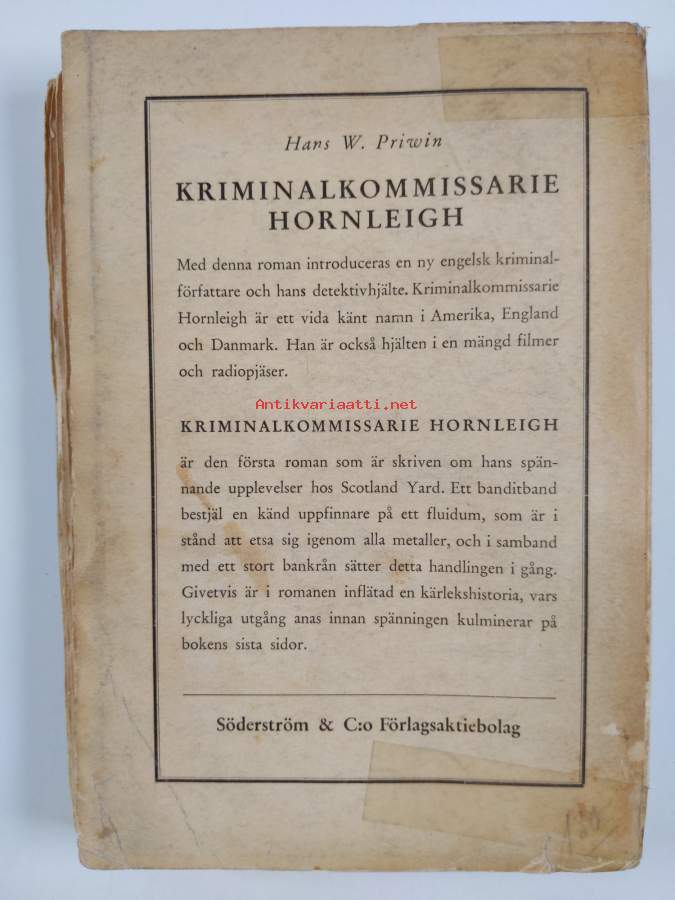 Hans W. Priwin
KRIMINALKOMMISSARIE
HORNLEIGH
Med denna roman introduceras en ny engelsk kriminal-
författare och hans detektivhjälte. Kriminalkommissarie
Hornleigh är ett vida känt namn i Amerika, England
och Danmark. Han är också hjälten i en mängd filmer
och radiopjäser.
Antikvariaatti.net
KRIMINALKOMMISSARIE HORNLEIGH
är den första roman som är skriven om hans spän-
nande upplevelser hos Scotland Yard. Ett banditband
bestjäl en känd uppfinnare på ett fluidum, som är i
stånd att etsa sig igenom alla metaller, och i samband
med ett stort bankrån sätter detta handlingen i gång.
Givetvis är i romanen inflätad en kärlekshistoria, vars
lyckliga utgång anas innan spänningen kulminerar på
bokens sista sidor.
Söderström & C:o Förlagsaktiebolag